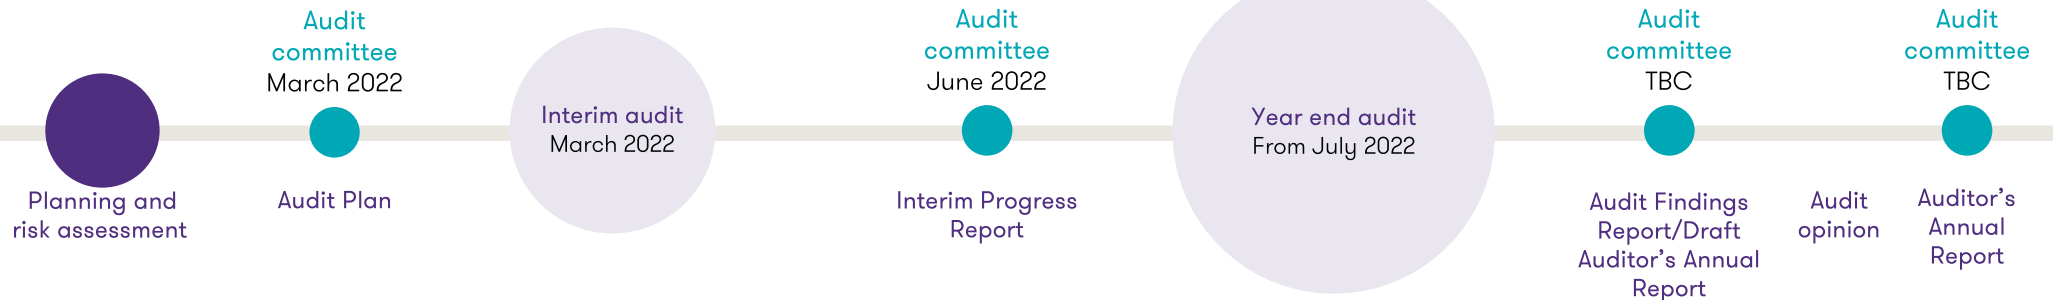 Planning and
risk assessment
Audit
committee
March 2022
Audit Plan
Interim audit
March 2022
Audit
committee
June 2022
Interim Progress
Report
Year end audit
From July 2022
Audit
committee
TBC
Audit Findings
Report/Draft
Auditor’s Annual
Report
Audit
opinion
Audit
committee
TBC
Auditor’s
Annual
Report